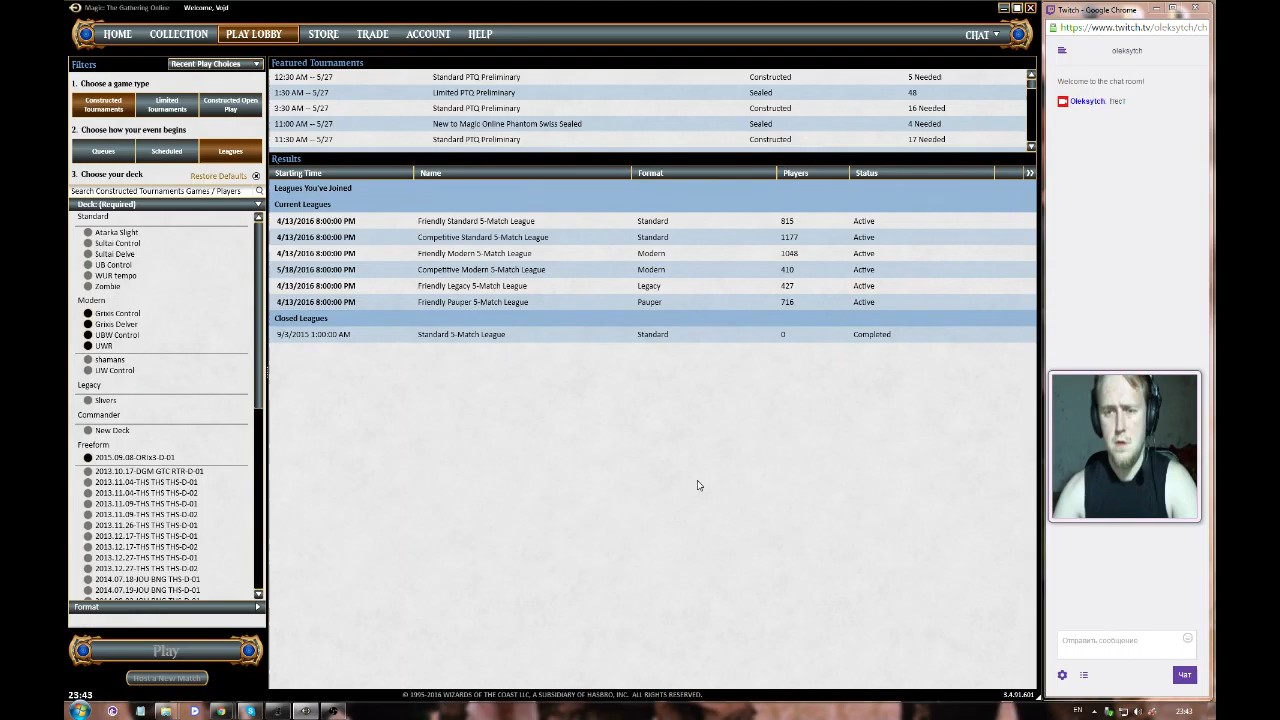 Magic: The Gathering Online Welcome, Vojd
HOME COLLECTION PLAY LOBBY STORE TRADE ACCOUNT HELP CHAT
Filters Recent Play Choices
1. Choose a game type
Constructed Tournaments Limited Tournaments Constructed Open Play
2. Choose how your event begins
Queues Scheduled Leagues
3. Choose your deck Restore Defaults
Search Constructed Tournaments Games / Players
Deck: (Required)
Standard
Atarka Slight
Sultai Control
Sultai Delve
UB Control
WUR tempo
Zombie
Modern
Grixis Control
Grixis Delver
UBW Control
UWR
shamans
UW Control
Legacy
Slivers
Commander
New Deck
Freeform
2015.09.08-ORIx3-D-01
2013.10.17-DGM GTC RTR-D-01
2013.11.04-THS THS THS-D-01
2013.11.04-THS THS THS-D-02
2013.11.09-THS THS THS-D-01
2013.11.09-THS THS THS-D-02
2013.11.26-THS THS THS-D-01
2013.12.17-THS THS THS-D-01
2013.12.17-THS THS THS-D-02
2013.12.27-THS THS THS-D-01
2013.12.27-THS THS THS-D-02
2014.07.18-JOU BNG THS-D-01
2014.07.19-JOU BNG THS-D-01
Format
Play
Host a New Match
23:43
Featured Tournaments
12:30 AM -- 5/27 Standard PTQ Preliminary Constructed 5 Needed
1:30 AM -- 5/27 Limited PTQ Preliminary Sealed 48
3:30 AM -- 5/27 Standard PTQ Preliminary Constructed 16 Needed
11:00 AM -- 5/27 New to Magic Online Phantom Swiss Sealed Sealed 4 Needed
11:30 AM -- 5/27 Standard PTQ Preliminary Constructed 17 Needed
Results
Starting Time Name Format Players Status
Leagues You've Joined
Current Leagues
4/13/2016 8:00:00 PM Friendly Standard 5-Match League Standard 815 Active
4/13/2016 8:00:00 PM Competitive Standard 5-Match League Standard 1177 Active
4/13/2016 8:00:00 PM Friendly Modern 5-Match League Modern 1048 Active
5/18/2016 8:00:00 PM Competitive Modern 5-Match League Modern 410 Active
4/13/2016 8:00:00 PM Friendly Legacy 5-Match League Legacy 427 Active
4/13/2016 8:00:00 PM Friendly Pauper 5-Match League Pauper 716 Active
Closed Leagues
9/3/2015 1:00:00 AM Standard 5-Match League Standard 0 Completed
© 1995-2016 WIZARDS OF THE COAST LLC, A SUBSIDIARY OF HASBRO, INC. ALL RIGHTS RESERVED. 3.4.91.601
Twitch - Google Chrome
https://www.twitch.tv/oleksytch/ch
oleksytch
Welcome to the chat room!
Oleksytch:
Отправить сообщение
Чат
EN 23:43